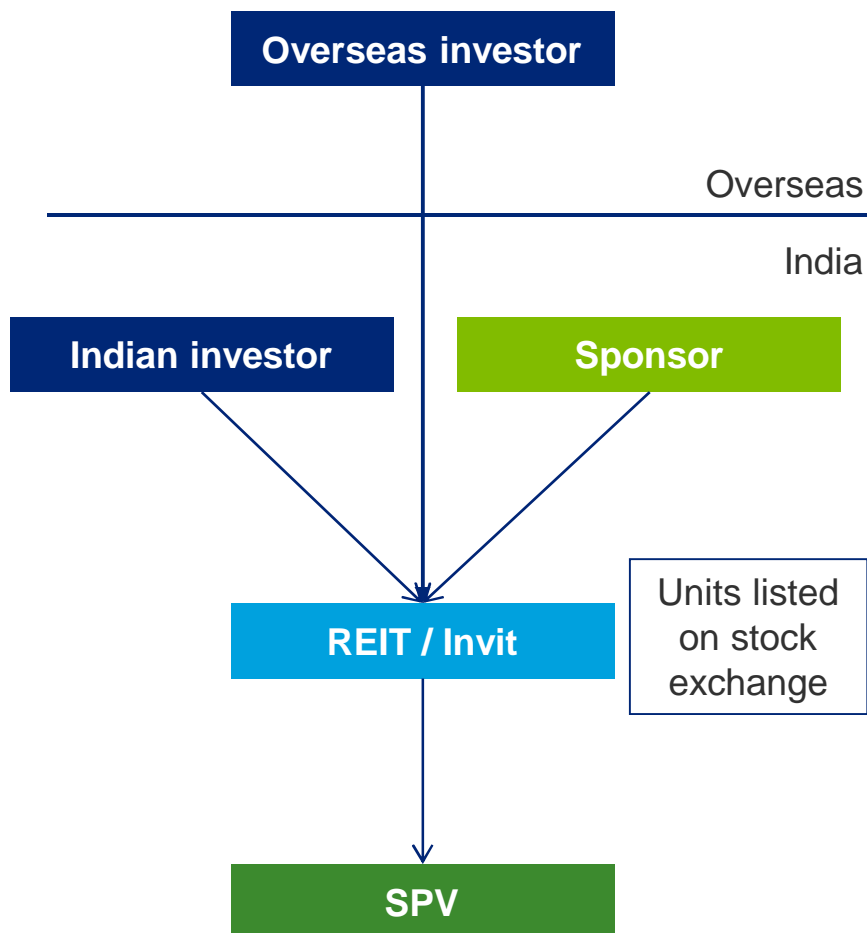 Overseas investor
Overseas
India
Indian investor
Sponsor
REIT / Invit
Units listed
on stock
exchange
SPV